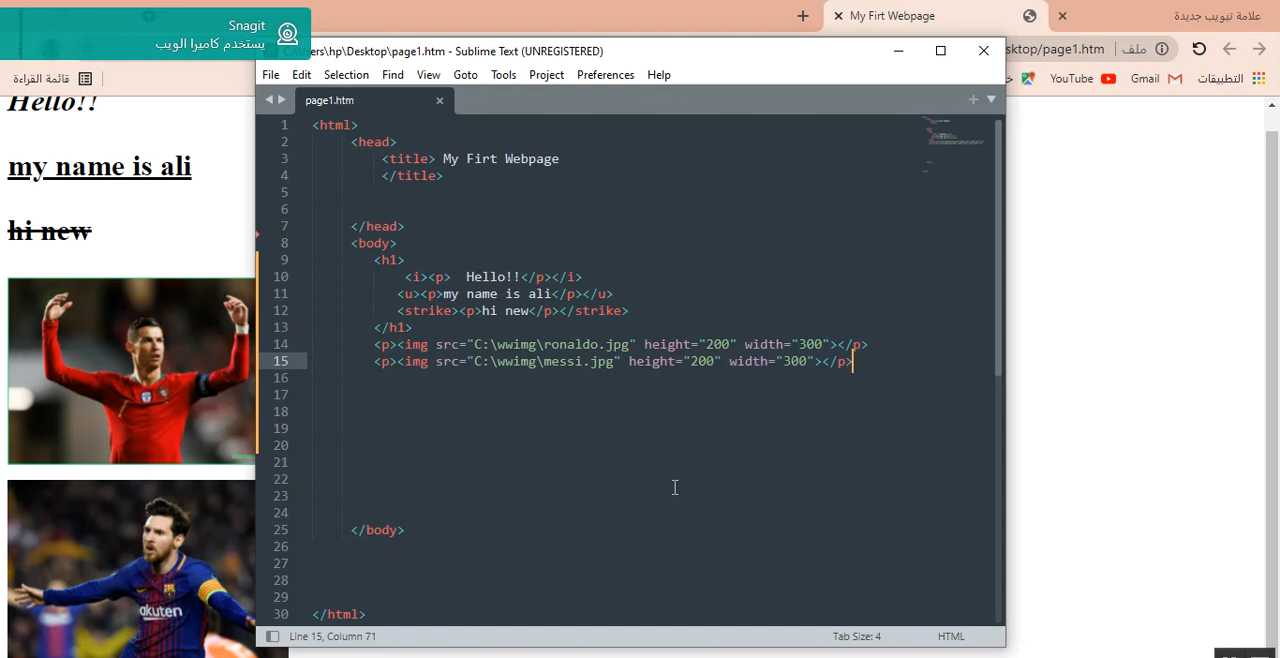 Snagit
يستخدم كاميرا الويب
My Firt Webpage
علامة تبويب جديدة
sktop/page1.htm
ملف
قائمة القراءة
YouTube
Gmail
التطبيقات
Hello!!
my name is ali
hi new
akuten
hp\Desktop\page1.htm - Sublime Text (UNREGISTERED)
File Edit Selection Find View Goto Tools Project Preferences Help
page1.htm
1 <html>
2 <head>
3 <title> My Firt Webpage
4 </title>
5
6
7 </head>
8 <body>
9 <h1>
10 <i><p>  Hello!!</p></i>
11 <u><p>my name is ali</p></u>
12 <strike><p>hi new</p></strike>
13 </h1>
14 <p><img src="C:\wwimg\ronaldo.jpg" height="200" width="300"></p>
15 <p><img src="C:\wwimg\messi.jpg" height="200" width="300"></p>
16
17
18
19
20
21
22
23
24
25 </body>
26
27
28
29
30 </html>
Line 15, Column 71
Tab Size: 4
HTML